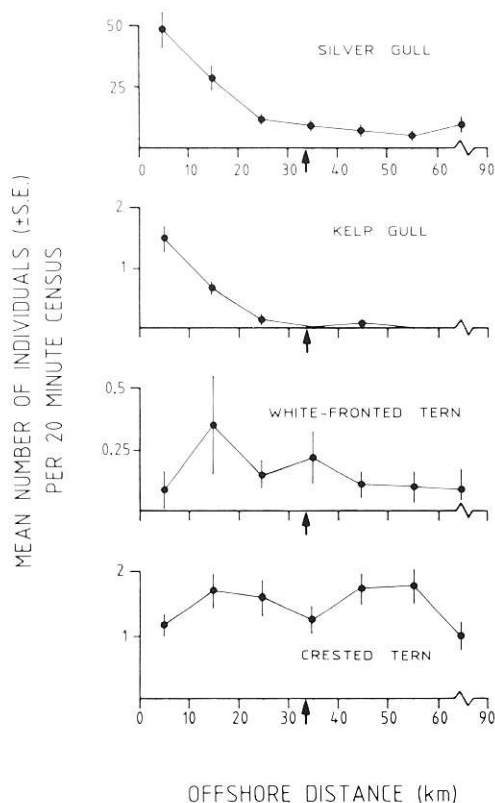 MEAN NUMBER OF INDIVIDUALS (±S.E.)
PER 20 MINUTE CENSUS
50
25
SILVER GULL
0 10 20 30 40 50 60 90
2
1
KELP GULL
0.5
0.25
WHITE-FRONTED TERN
2
1
CRESTED TERN
0 10 20 30 40 50 60 90
OFFSHORE DISTANCE (km)